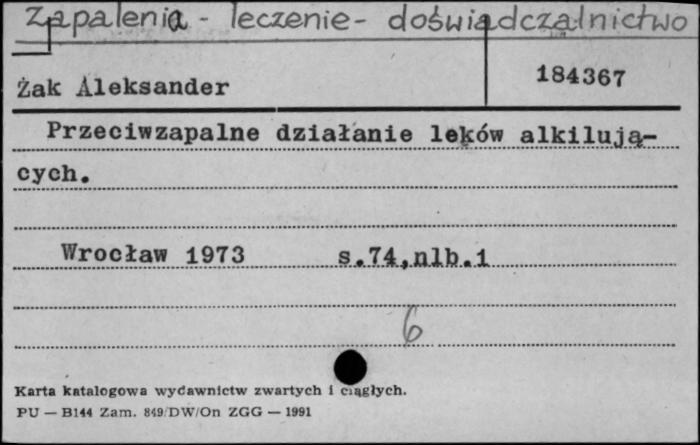 Zapalenia - leczenie - doświadczalnictwo
Żak Aleksander
184367
Przeciwzapalne działanie leków alkilują-
cych.
Wrocław 1973 s.74,nlb.1
6
Karta katalogowa wydawnictw zwartych i ciągłych.
PU — B144 Zam. 849/DW/On ZGG — 1991